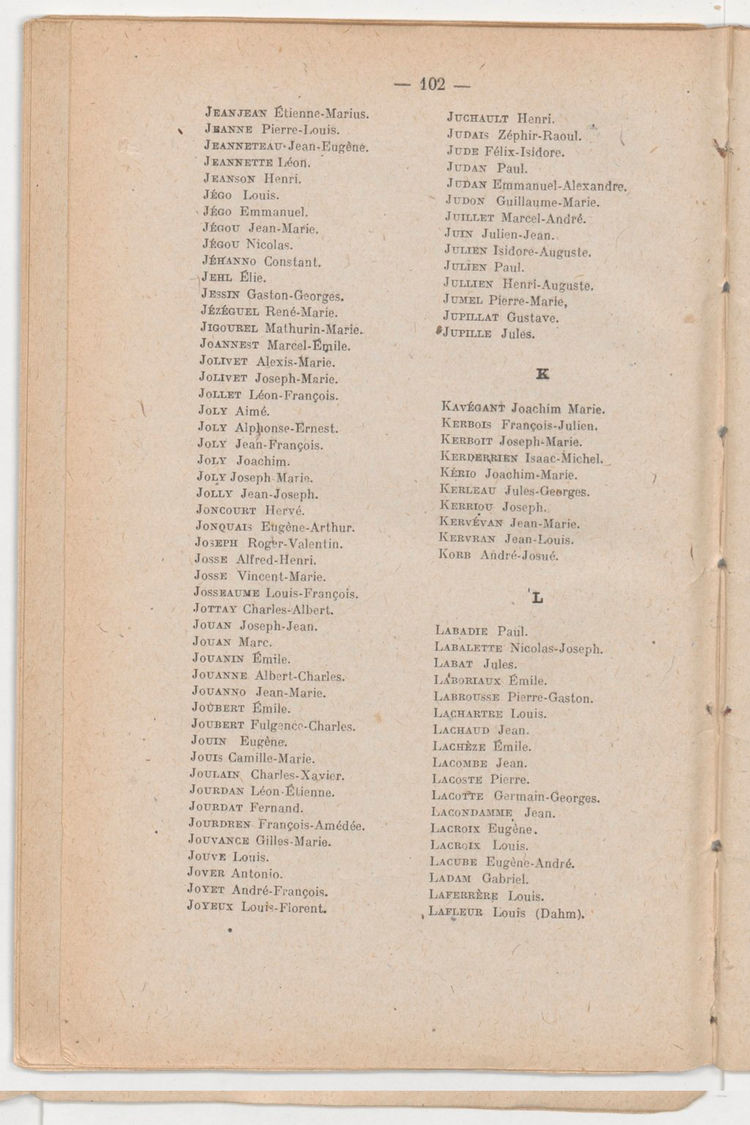 — 102 —
JEANJEAN Étienne-Marius.
JEANNE Pierre-Louis.
JEANNETEAU Jean-Eugène.
JEANNETTE Léon.
JEANSON Henri.
JÉGO Louis.
JÉGO Emmanuel.
JÉGOU Jean-Marie.
JÉGOU Nicolas.
JÉHANNO Constant.
JEHL Élie.
JESSIN Gaston-Georges.
JÉZÉGUEL René-Marie.
JIGOUREL Mathurin-Marie.
JOANNEST Marcel-Émile.
JOLIVET Alexis-Marie.
JOLIVET Joseph-Marie.
JOLLET Léon-François.
JOLY Aimé.
JOLY Alphonse-Ernest.
JOLY Jean-François.
JOLY Joachim.
JOLY Joseph-Marie.
JOLLY Jean-Joseph.
JONCOURT Hervé.
JONQUAIS Eugène-Arthur.
JOSEPH Roger-Valentin.
JOSSE Alfred-Henri.
JOSSE Vincent-Marie.
JOSSEAUME Louis-François.
JOTTAY Charles-Albert.
JOUAN Joseph-Jean.
JOUAN Marc.
JOUANIN Émile.
JOUANNE Albert-Charles.
JOUANNO Jean-Marie.
JOUBERT Émile.
JOUBERT Fulgence-Charles.
JOUIN Eugène.
JOUIS Camille-Marie.
JOULAIN Charles-Xavier.
JOURDAN Léon-Étienne.
JOURDAT Fernand.
JOURDREN François-Amédée.
JOUVANCE Gilles-Marie.
JOUVE Louis.
JOVER Antonio.
JOYET André-François.
JOYEUX Louis-Florent.
JUCHAULT Henri.
JUDAIS Zéphir-Raoul.
JUDE Félix-Isidore.
JUDAN Paul.
JUDAN Emmanuel-Alexandre.
JUDON Guillaume-Marie.
JUILLET Marcel-André.
JUIN Julien-Jean.
JULIEN Isidore-Auguste.
JULIEN Paul.
JULLIEN Henri-Auguste.
JUMEL Pierre-Marie,
JUPILLAT Gustave.
JUPILLE Jules.
K
KAVÉGANT Joachim Marie.
KERBOIS François-Julien.
KERBOIT Joseph-Marie.
KERDERRIEN Isaac-Michel.
KÉRIO Joachim-Marie.
KERLEAU Jules-Georges.
KERRIOU Joseph.
KERVÉVAN Jean-Marie.
KERVRAN Jean-Louis.
KORB André-Josué.
L
LABADIE Paul.
LABALETTE Nicolas-Joseph.
LABAT Jules.
LABORIAUX Émile.
LABROUSSE Pierre-Gaston.
LACHARTRE Louis.
LACHAUD Jean.
LACHÈZE Émile.
LACOMBE Jean.
LACOSTE Pierre.
LACOTTE Germain-Georges.
LACONDAMME Jean.
LACROIX Eugène.
LACROIX Louis.
LACUBE Eugène-André.
LADAM Gabriel.
LAFERRÈRE Louis.
LAFLEUR Louis (Dahm).